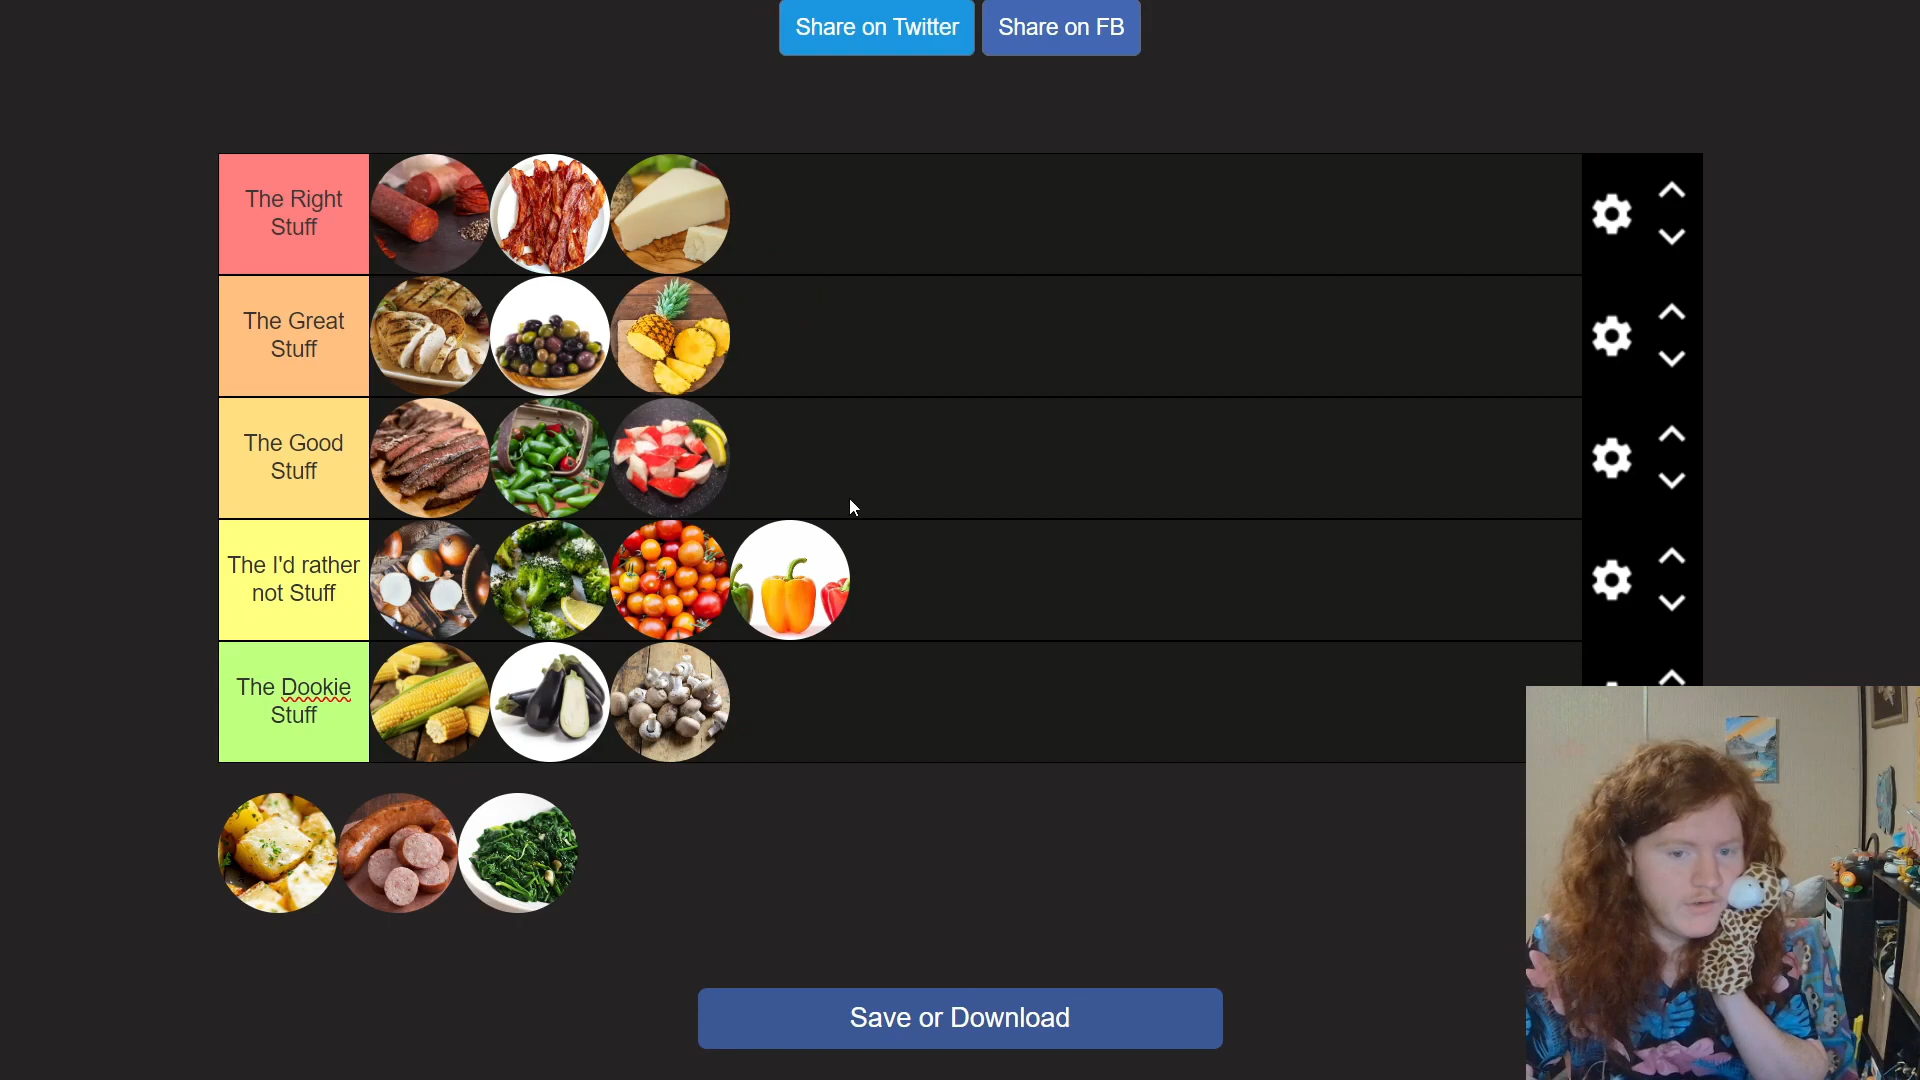 Share on Twitter
Share on FB
The Right
Stuff
The Great
Stuff
The Good
Stuff
The I'd rather
not Stuff
The Dookie
Stuff
Save or Download